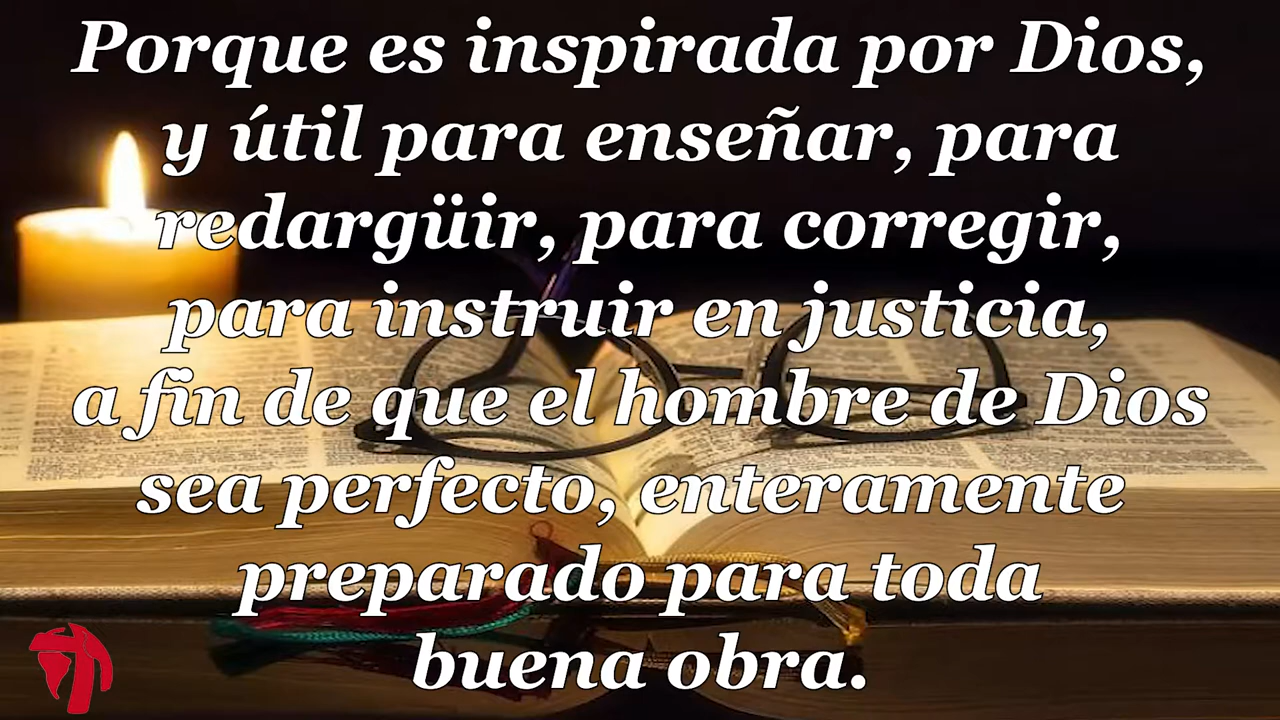 Porque es inspirada por Dios,
y útil para enseñar, para
redargüir, para corregir,
para instruir en justicia,
a fin de que el hombre de Dios
sea perfecto, enteramente
preparado para toda
buena obra.